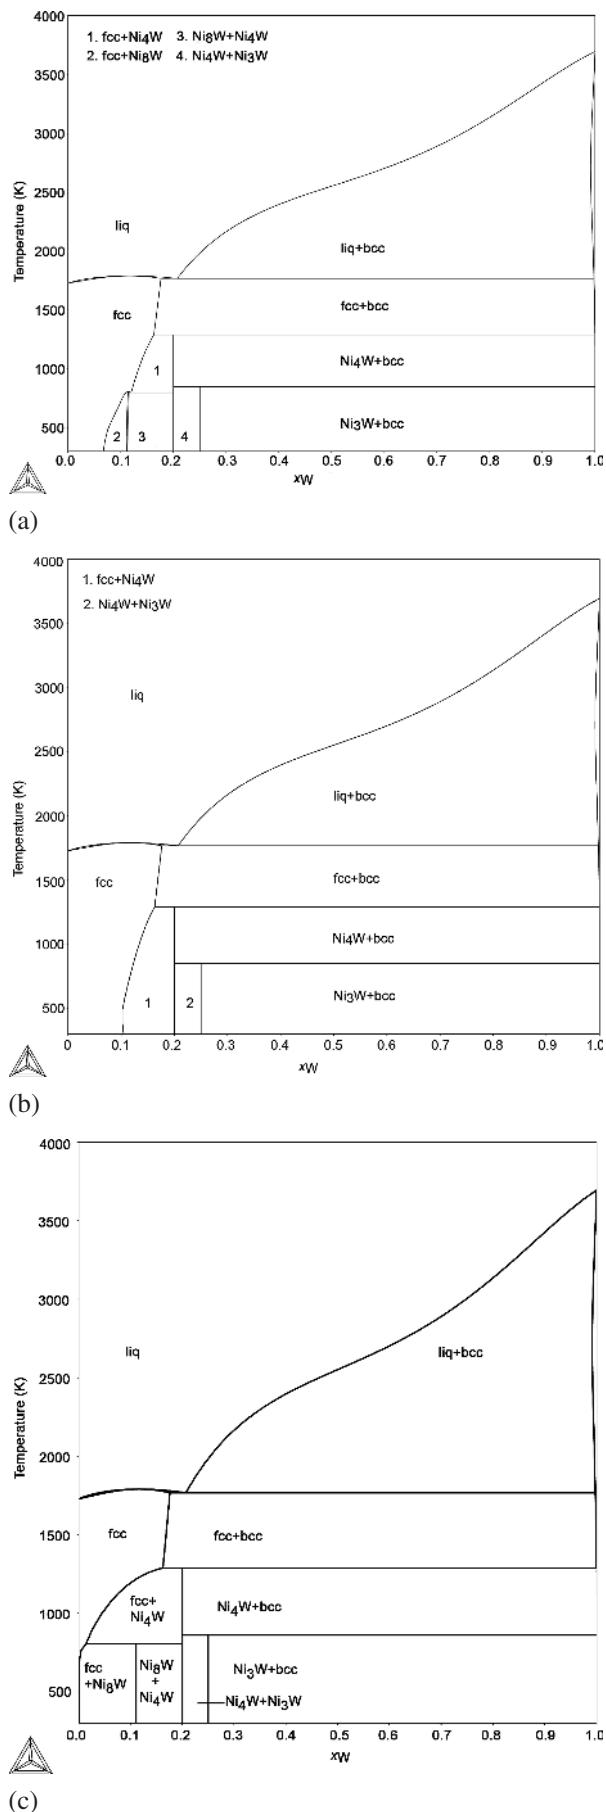 4000
1. fcc+Ni4W 3. Ni8W+Ni4W
2. fcc+Ni8W 4. Ni4W+Ni3W
3500
3000
Temperature (K)
2500
liq
liq+bcc
2000
1500
fcc
fcc+bcc
1000
1
Ni4W+bcc
500
2
3
4
Ni3W+bcc
0.0 0.1 0.2 0.3 0.4 0.5 0.6 0.7 0.8 0.9 1.0
xW
(a)
4000
1. fcc+Ni4W
2. Ni4W+Ni3W
3500
3000
liq
Temperature (K)
2500
liq+bcc
2000
1500
fcc
fcc+bcc
1000
Ni4W+bcc
500
1
2
Ni3W+bcc
0 0.1 0.2 0.3 0.4 0.5 0.6 0.7 0.8 0.9 1.0
xW
(b)
4000
3500
3000
Temperature (K)
2500
liq
liq+bcc
2000
1500
fcc
fcc+bcc
fcc+
Ni4W
Ni4W+bcc
1000
fcc
+Ni8W
Ni8W
+
Ni4W
Ni3W+bcc
Ni4W+Ni3W
500
0.0 0.1 0.2 0.3 0.4 0.5 0.6 0.7 0.8 0.9 1.0
xW
(c)